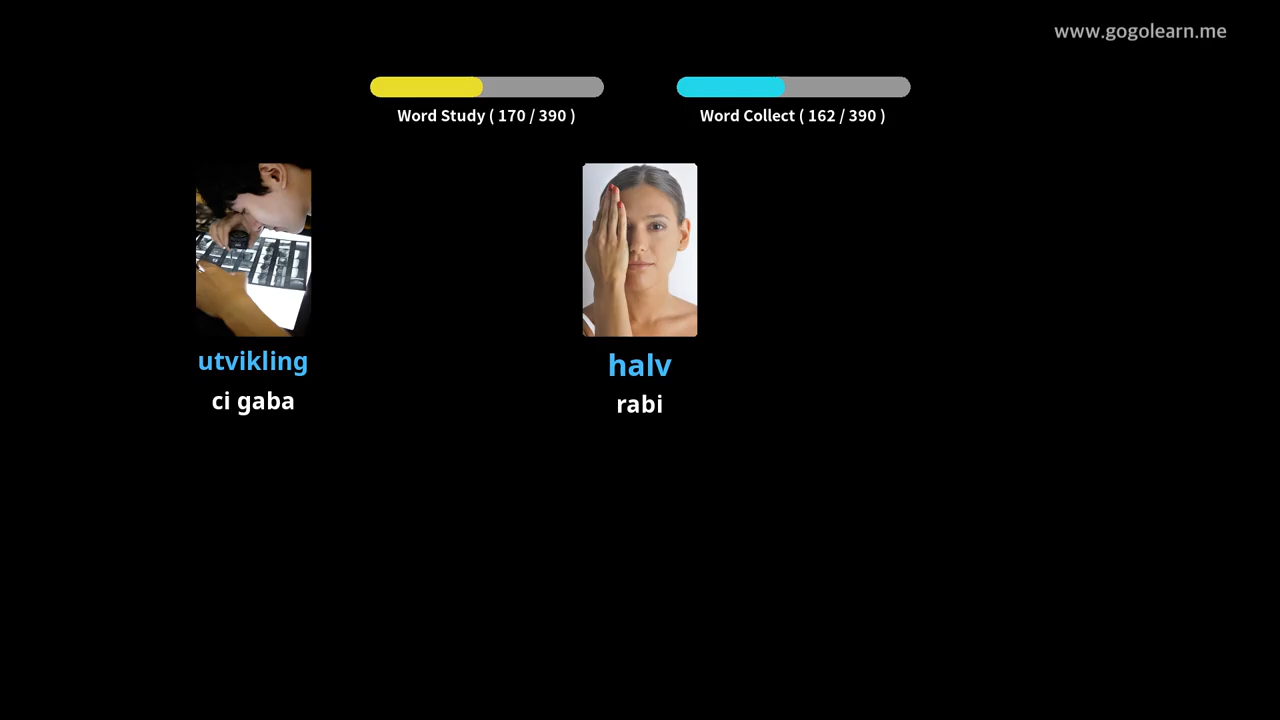 www.gogolearn.me
Word Study ( 170 / 390 )
Word Collect ( 162 / 390 )
utvikling
ci gaba
halv
rabi